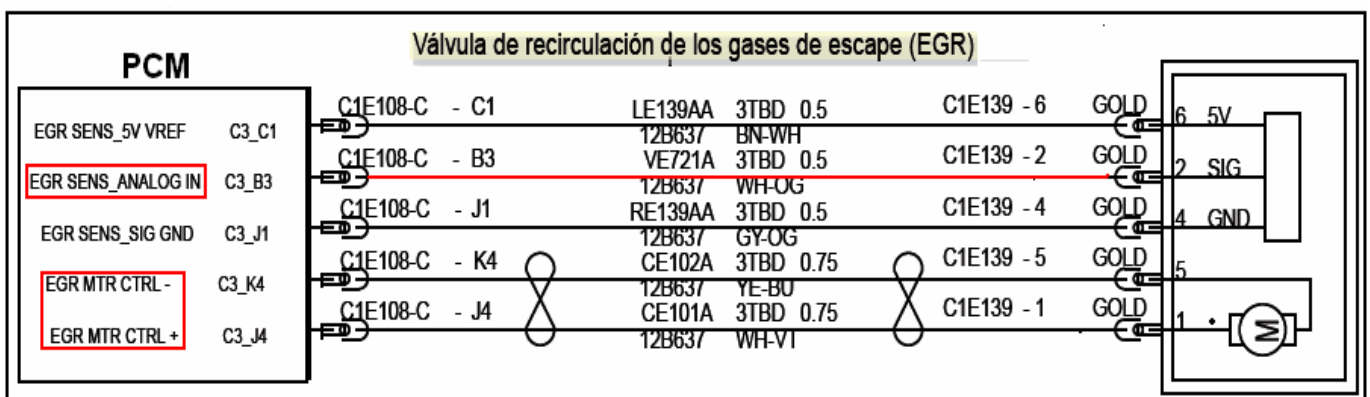 Válvula de recirculación de los gases de escape (EGR)
PCM
C1E108-C - C1 LE139AA 3TBD 0.5 C1E139 - 6 GOLD
EGR SENS_5V VREF C3_C1 6 5V
12B637 BN-WH
C1E108-C - B3 VE721A 3TBD 0.5 C1E139 - 2 GOLD
EGR SENS_ANALOG IN C3_B3 2 SIG
12B637 WH-OG
C1E108-C - J1 RE139AA 3TBD 0.5 C1E139 - 4 GOLD
EGR SENS_SIG GND C3_J1 4 GND
12B637 GY-OG
C1E108-C - K4 CE102A 3TBD 0.75 C1E139 - 5 GOLD
EGR MTR CTRL - C3_K4 5
12B637 YE-BU
C1E108-C - J4 CE101A 3TBD 0.75 C1E139 - 1 GOLD
EGR MTR CTRL + C3_J4 1 M
12B637 WH-VT